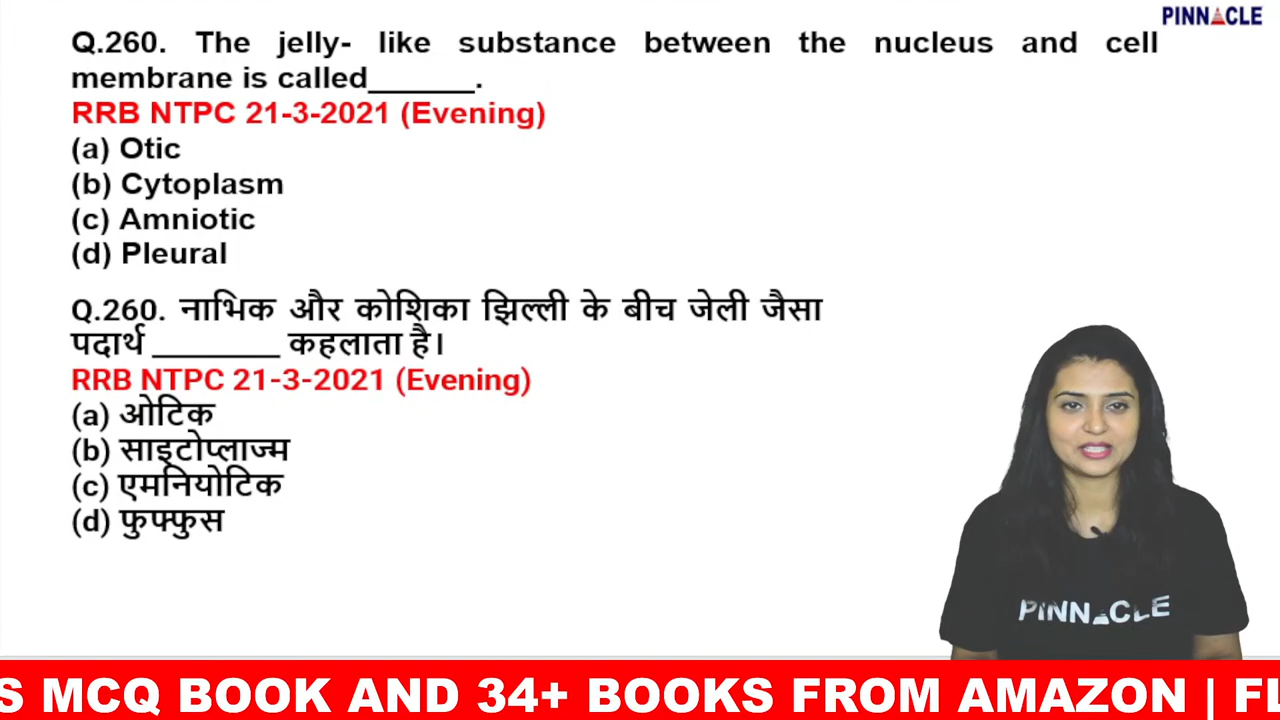 PINNACLE
Q.260. The jelly- like substance between the nucleus and cell
membrane is called______.
RRB NTPC 21-3-2021 (Evening)
(a) Otic
(b) Cytoplasm
(c) Amniotic
(d) Pleural
Q.260. नाभिक और कोशिका झिल्ली के बीच जेली जैसा
पदार्थ ________ कहलाता है।
RRB NTPC 21-3-2021 (Evening)
(a) ओटिक
(b) साइटोप्लाज्म
(c) एमनियोटिक
(d) फुफ्फुस
PINNACLE
S MCQ BOOK AND 34+ BOOKS FROM AMAZON | FL